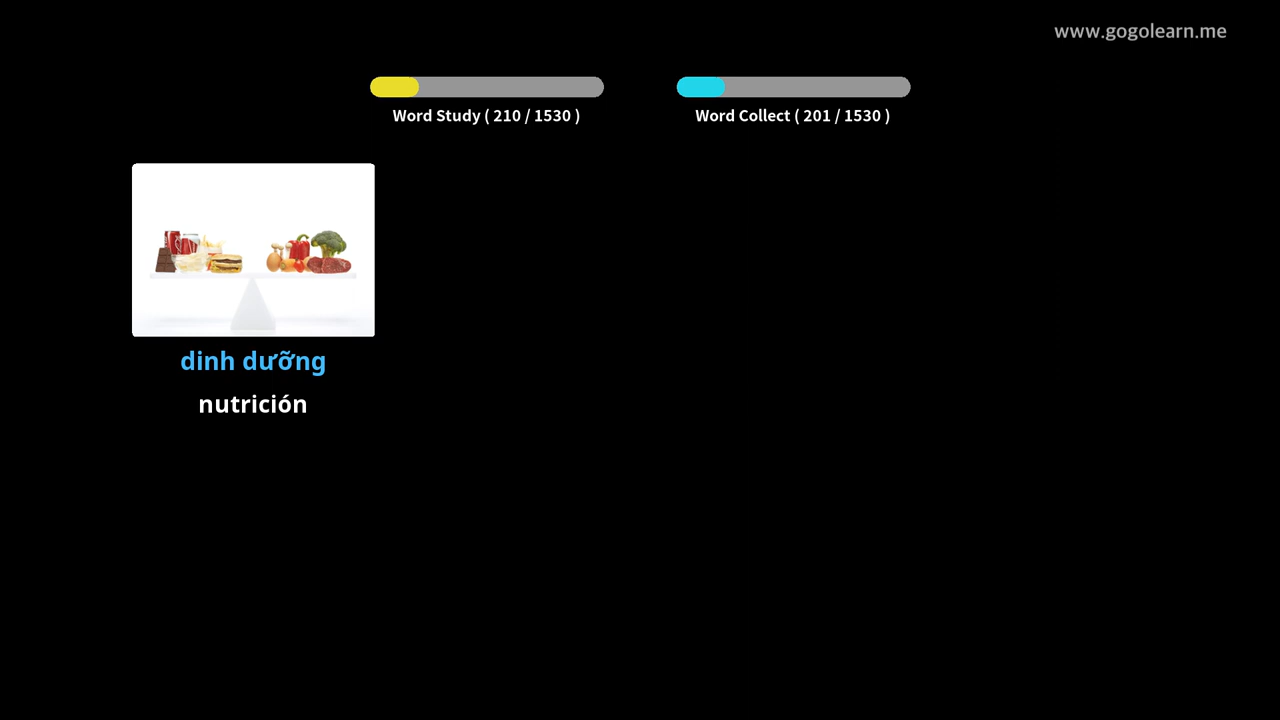 www.gogolearn.me
Word Study ( 210 / 1530 )
Word Collect ( 201 / 1530 )
dinh dưỡng
nutrición